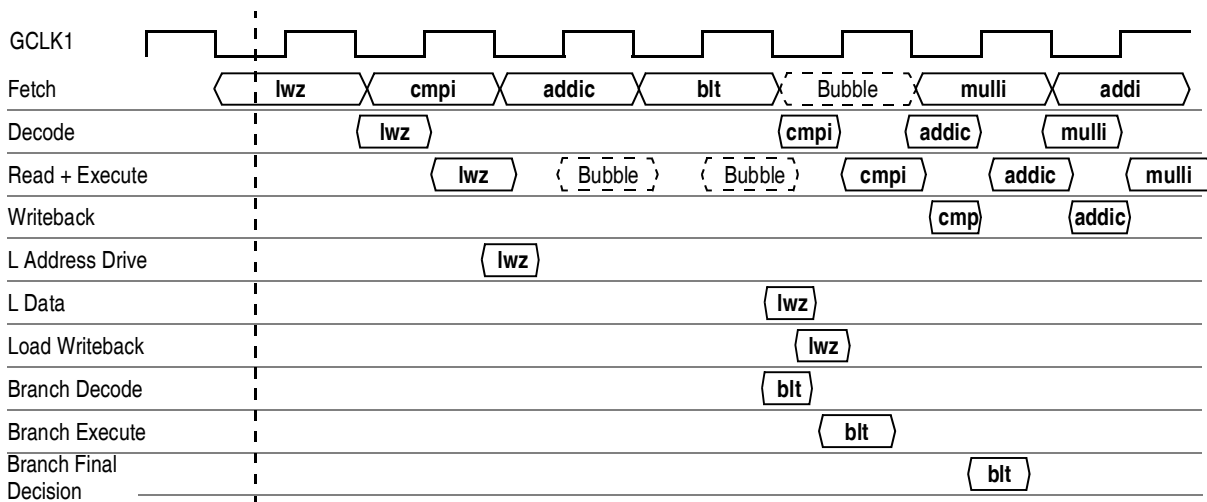 GCLK1
Fetch lwz cmpi addic blt Bubble mulli addi
Decode lwz cmpi addic mulli
Read + Execute lwz Bubble Bubble cmpi addic mulli
Writeback cmp addic
L Address Drive lwz
L Data lwz
Load Writeback lwz
Branch Decode blt
Branch Execute blt
Branch Final
Decision blt